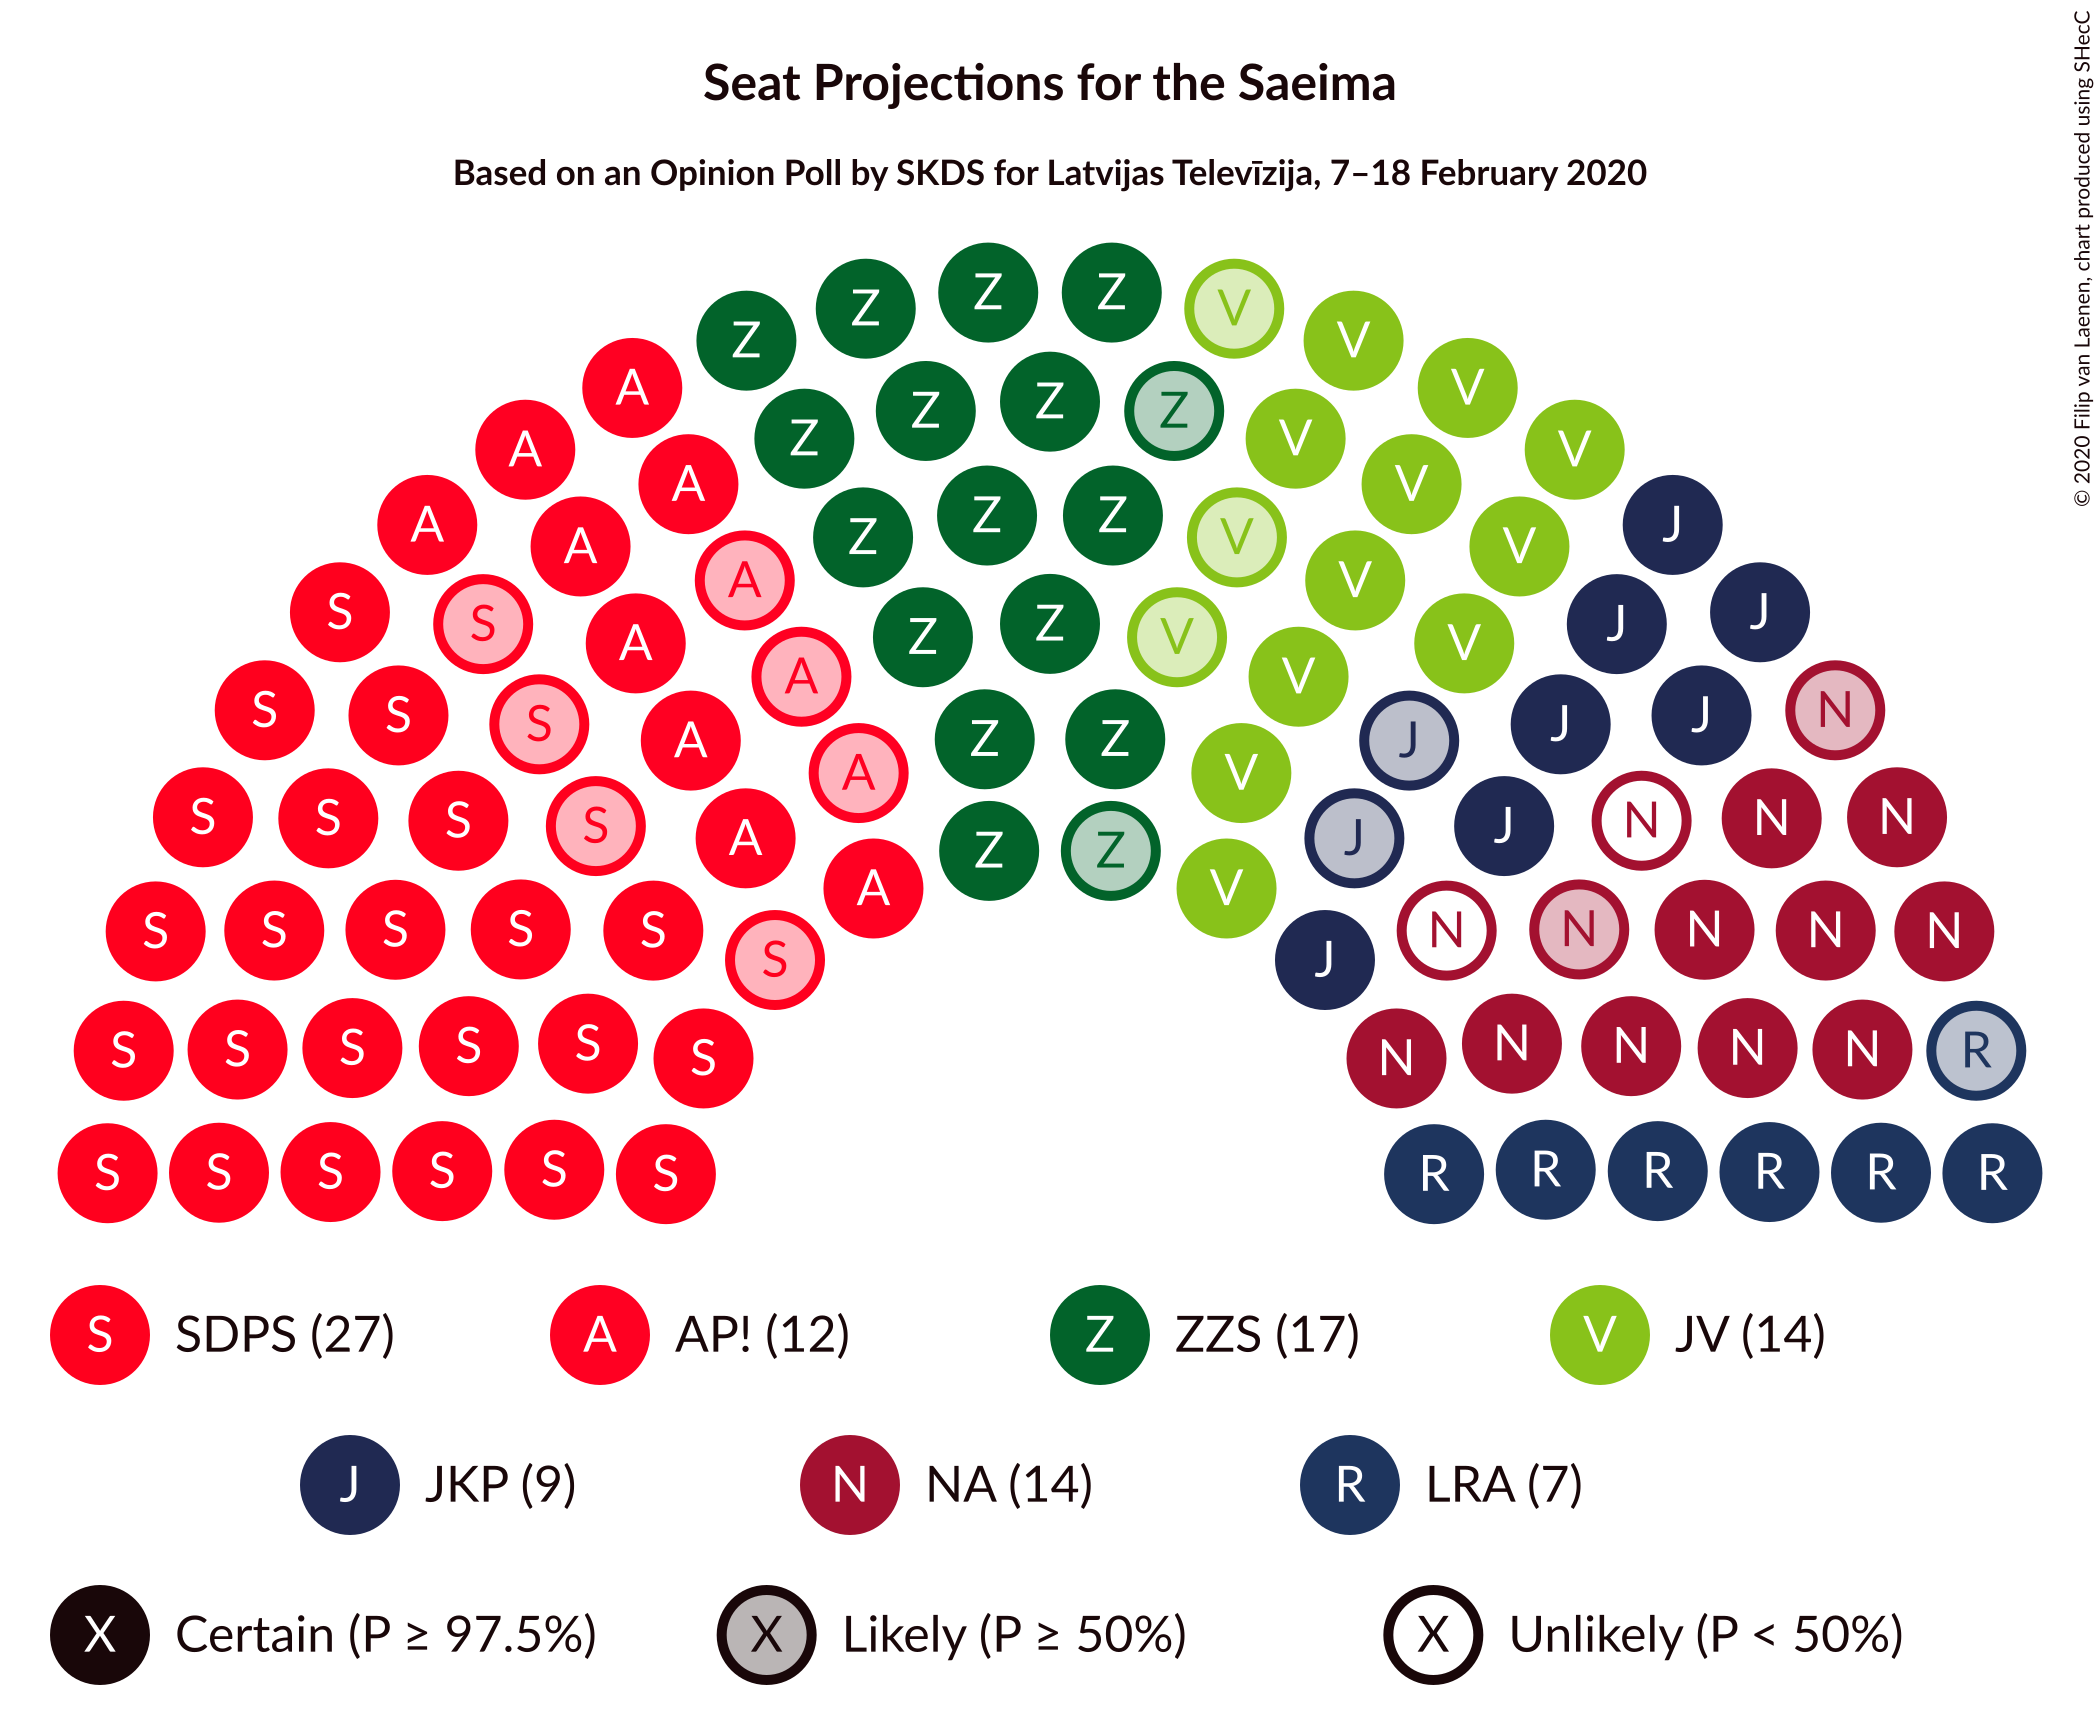 Seat Projections for the Saeima
Based on an Opinion Poll by SKDS for Latvijas Televīzija, 7–18 February 2020
© 2020 Filip van Laenen, chart produced using SHecC
Z Z
Z V
Z V
A V
Z Z Z
Z V
A V
A V
Z Z
A J
Z V
A V
A V
S J
S Z J
A Z V V
A V
S S S J J N
A Z Z J
A V
S S S S J N N N
A Z Z J
A V
S S S S S N N N N N
S J
S S S S S S N N N N N R
S S S S S S R R R R R R
S SDPS (27) A AP! (12) Z ZZS (17) V JV (14)
J JKP (9) N NA (14) R LRA (7)
X Certain (P ≥ 97.5%) X Likely (P ≥ 50%) X Unlikely (P < 50%)